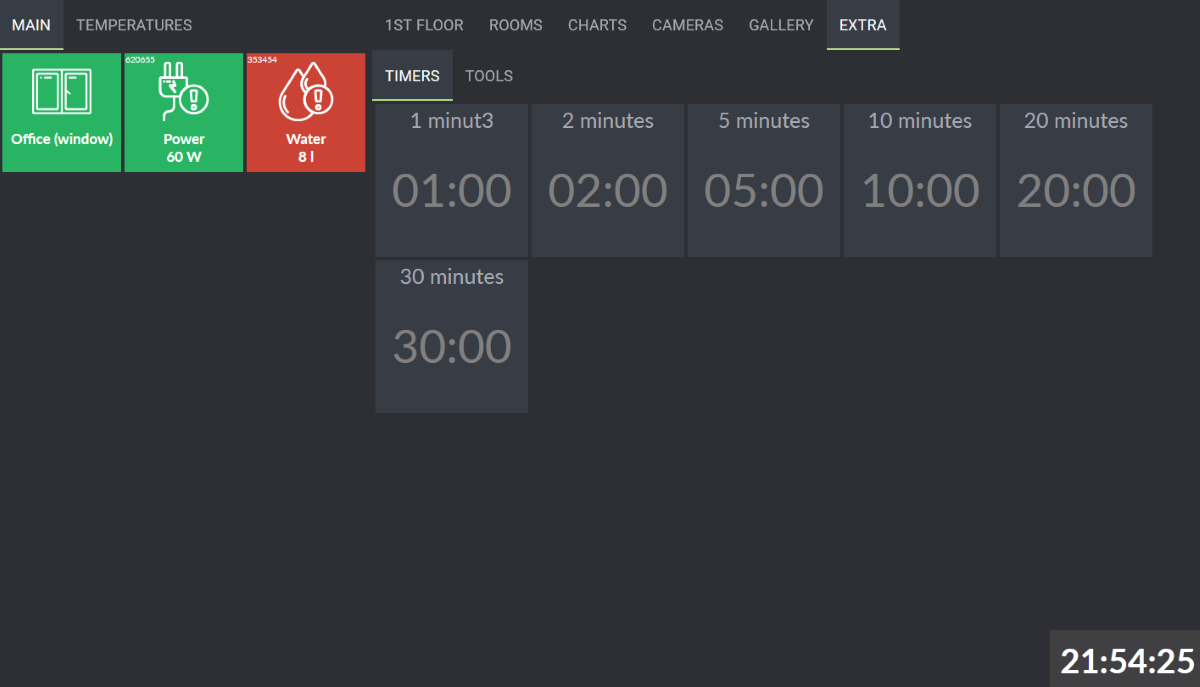 MAIN TEMPERATURES
1ST FLOOR ROOMS CHARTS CAMERAS GALLERY EXTRA
Office (window)
620655
Power
60 W
353454
Water
8 l
TIMERS TOOLS
1 minut3
01:00
2 minutes
02:00
5 minutes
05:00
10 minutes
10:00
20 minutes
20:00
30 minutes
30:00
21:54:25